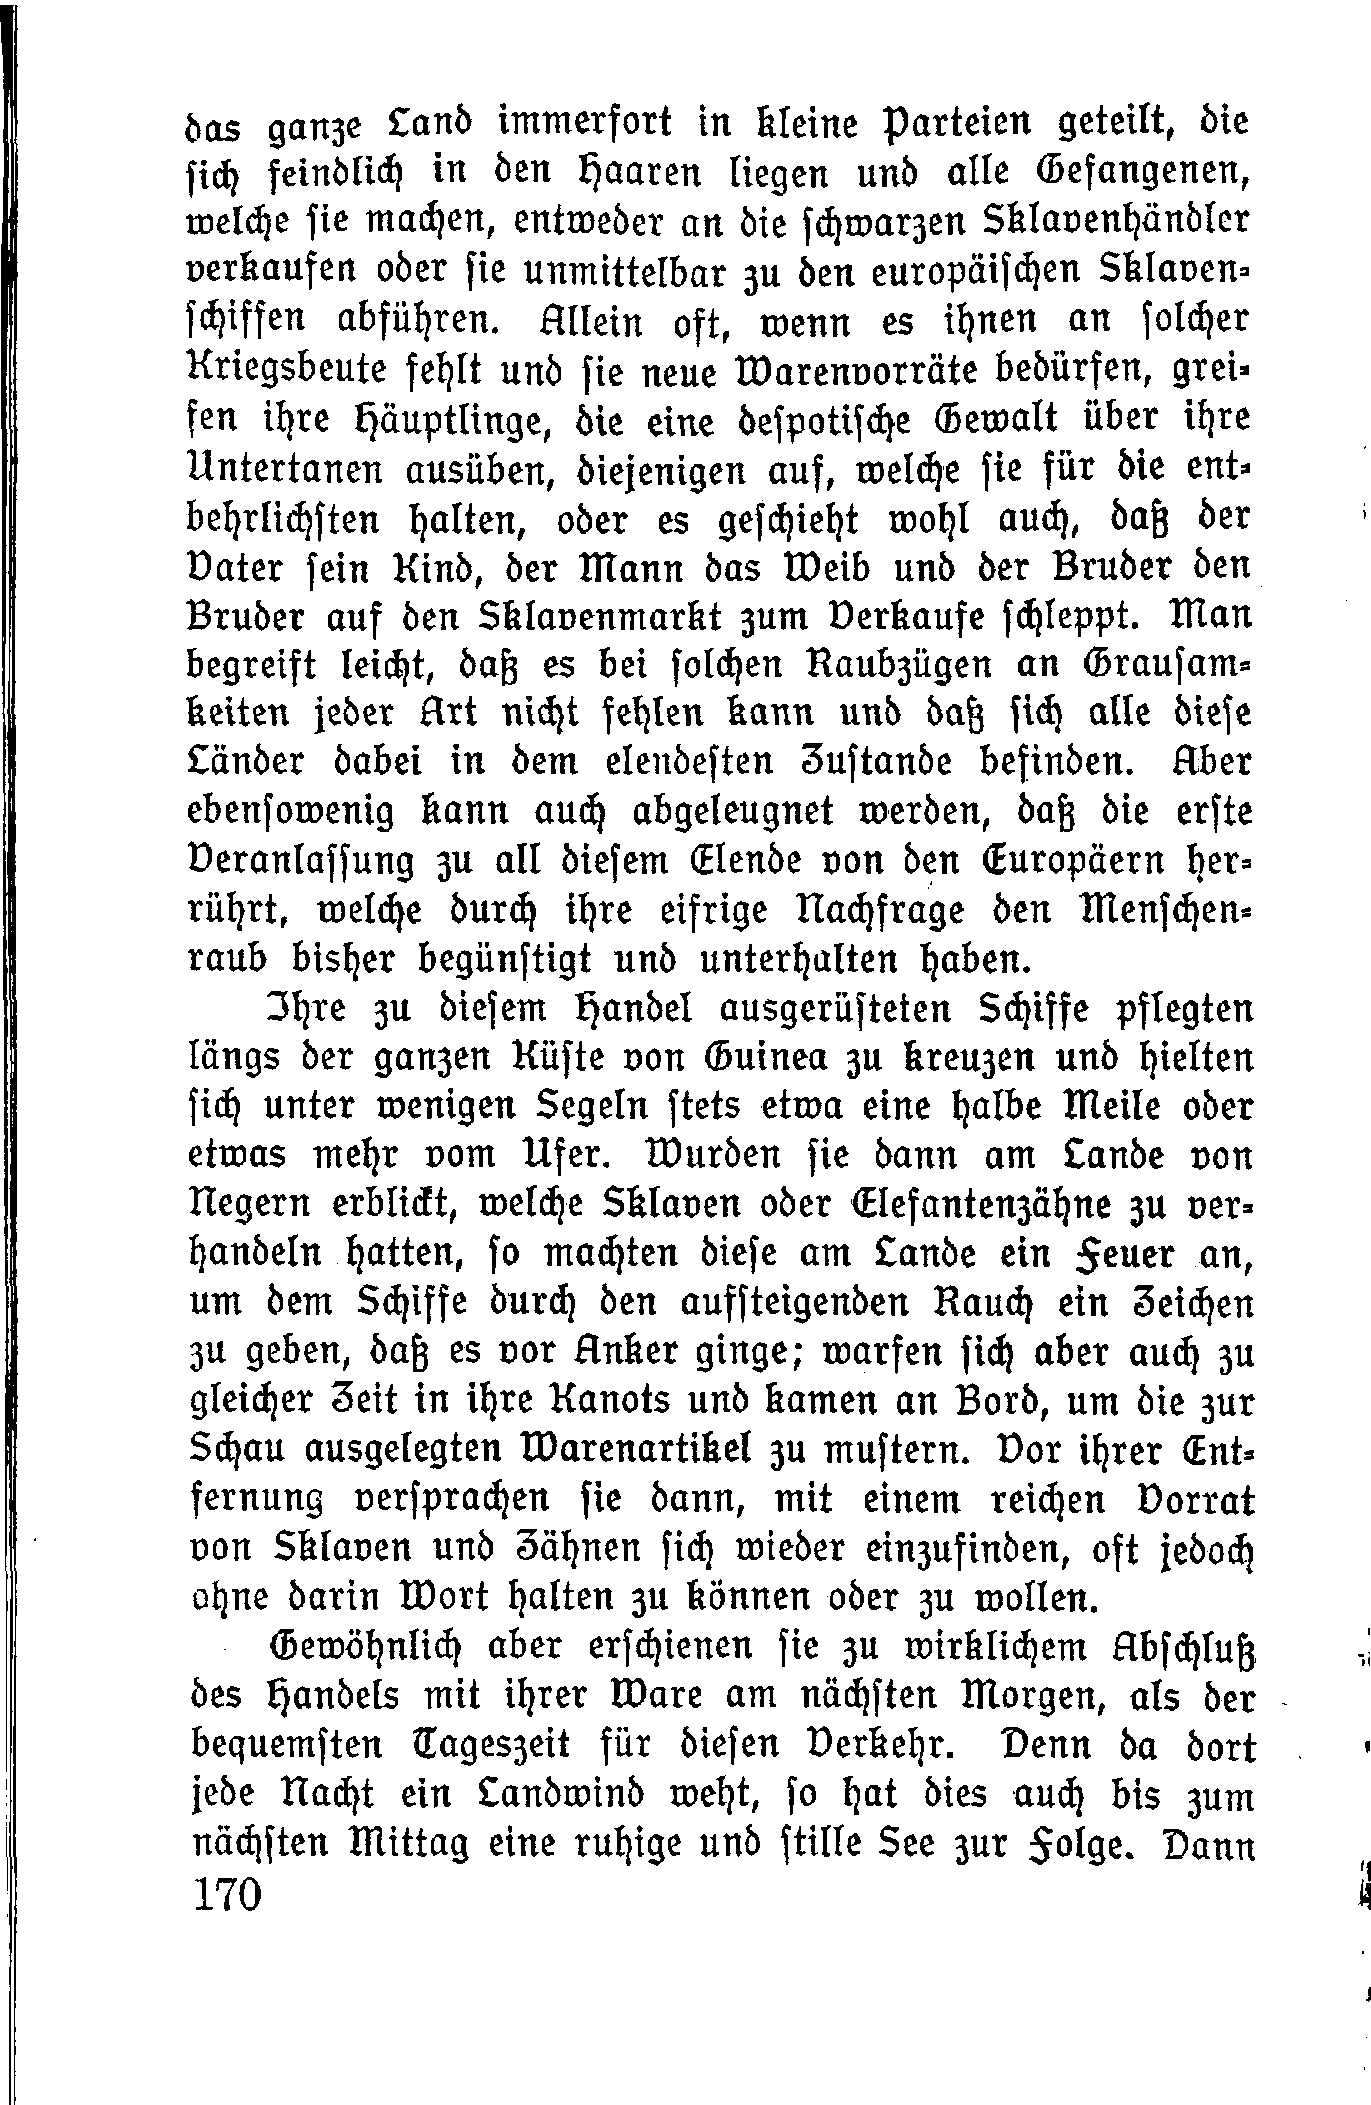 das ganze Land immerfort in kleine Parteien geteilt, die
sich feindlich in den Haaren liegen und alle Gefangenen,
welche sie machen, entweder an die schwarzen Sklavenhändler
verkaufen oder sie unmittelbar zu den europäischen Sklaven-
schiffen abführen. Allein oft, wenn es ihnen an solcher
Kriegsbeute fehlt und sie neue Warenvorräte bedürfen, grei-
fen ihre Häuptlinge, die eine despotische Gewalt über ihre
Untertanen ausüben, diejenigen auf, welche sie für die ent-
behrlichsten halten, oder es geschieht wohl auch, daß der
Vater sein Kind, der Mann das Weib und der Bruder den
Bruder auf den Sklavenmarkt zum Verkaufe schleppt. Man
begreift leicht, daß es bei solchen Raubzügen an Grausam-
keiten jeder Art nicht fehlen kann und daß sich alle diese
Länder dabei in dem elendesten Zustande befinden. Aber
ebensowenig kann auch abgeleugnet werden, daß die erste
Veranlassung zu all diesem Elende von den Europäern her-
rührt, welche durch ihre eifrige Nachfrage den Menschen-
raub bisher begünstigt und unterhalten haben.
Ihre zu diesem Handel ausgerüsteten Schiffe pflegten
längs der ganzen Küste von Guinea zu kreuzen und hielten
sich unter wenigen Segeln stets etwa eine halbe Meile oder
etwas mehr vom Ufer. Wurden sie dann am Lande von
Negern erblickt, welche Sklaven oder Elefantenzähne zu ver-
handeln hatten, so machten diese am Lande ein Feuer an,
um dem Schiffe durch den aufsteigenden Rauch ein Zeichen
zu geben, daß es vor Anker ginge; warfen sich aber auch zu
gleicher Zeit in ihre Kanots und kamen an Bord, um die zur
Schau ausgelegten Warenartikel zu mustern. Vor ihrer Ent-
fernung versprachen sie dann, mit einem reichen Vorrat
von Sklaven und Zähnen sich wieder einzufinden, oft jedoch
ohne darin Wort halten zu können oder zu wollen.
Gewöhnlich aber erschienen sie zu wirklichem Abschluß
des Handels mit ihrer Ware am nächsten Morgen, als der
bequemsten Tageszeit für diesen Verkehr. Denn da dort
jede Nacht ein Landwind weht, so hat dies auch bis zum
nächsten Mittag eine ruhige und stille See zur Folge. Dann
170